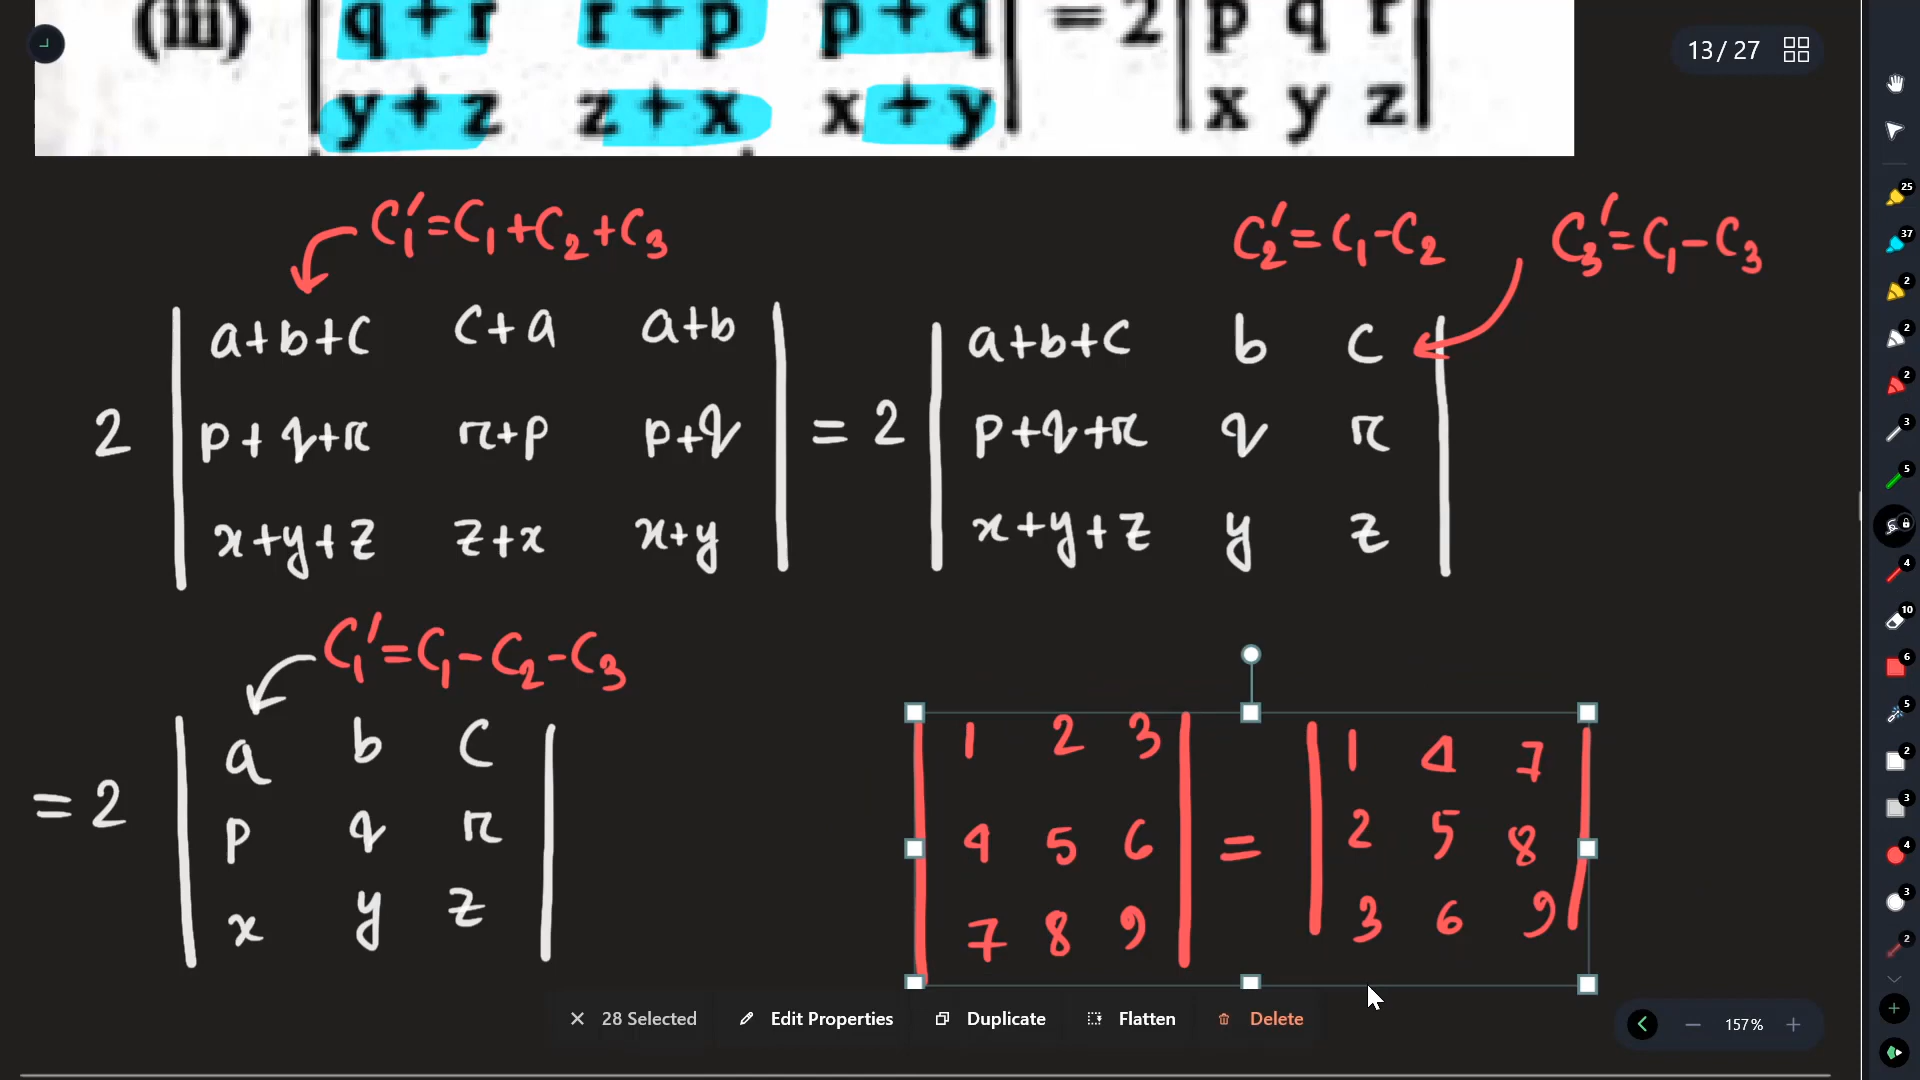 (iii) | q + r r + p p + q | = 2 | p q r |
| y + z z + x x + y | | x y z |
13 / 27
C₁′ = C₁ + C₂ + C₃
C₂′ = C₁ - C₂
C₃′ = C₁ - C₃
2 | a+b+c c+a a+b | = 2 | a+b+c b c |
| p+q+r r+p p+q | | p+q+r q r |
| x+y+z z+x x+y | | x+y+z y z |
C₁′ = C₁ - C₂ - C₃
= 2 | a b c |
| p q r |
| x y z |
| 1 2 3 | = | 1 4 7 |
| 4 5 6 | | 2 5 8 |
| 7 8 9 | | 3 6 9 |
28 Selected Edit Properties Duplicate Flatten Delete
157%
25
37
2
2
2
3
5
4
10
6
5
2
3
4
3
2